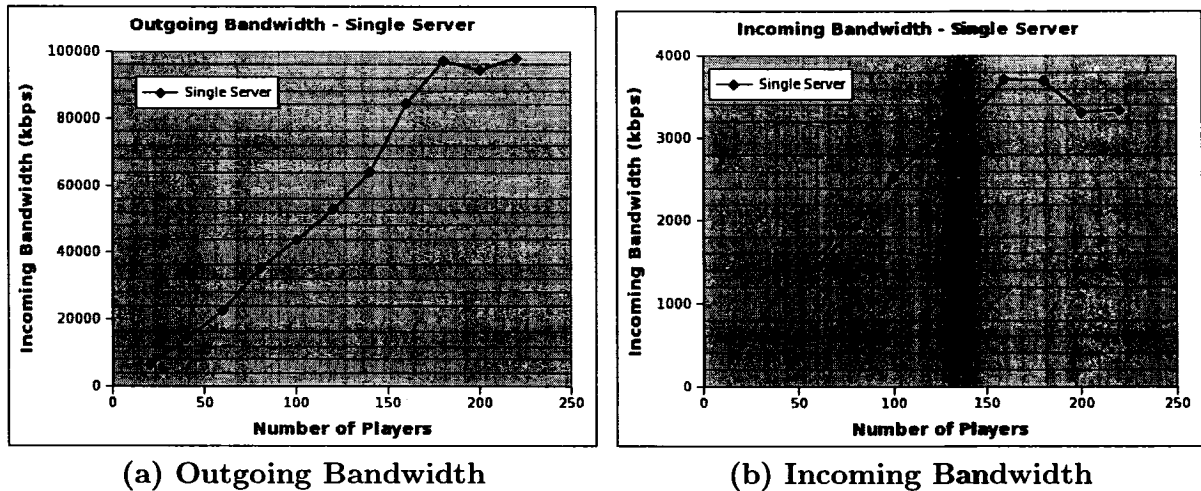 Outgoing Bandwidth - Single Server
Incoming Bandwidth (kbps)
100000
80000
60000
40000
20000
0
Single Server
0 50 100 150 200 250
Number of Players
(a) Outgoing Bandwidth
Incoming Bandwidth - Single Server
Incoming Bandwidth (kbps)
4000
3000
2000
1000
0
Single Server
0 50 100 150 200 250
Number of Players
(b) Incoming Bandwidth